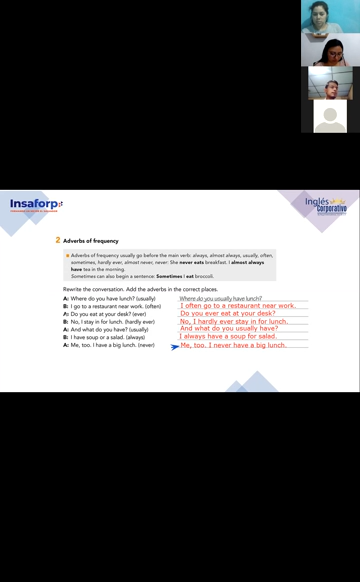 Insaforp
Inglés
Corporativo
2 Adverbs of frequency
Adverbs of frequency usually go before the main verb: always, almost always, usually, often,
sometimes, hardly ever, almost never, never: She never eats breakfast. I almost always
have tea in the morning.
Sometimes can also begin a sentence: Sometimes I eat broccoli.
Rewrite the conversation. Add the adverbs in the correct places.
A: Where do you have lunch? (usually) Where do you usually have lunch?
B: I go to a restaurant near work. (often) I often go to a restaurant near work.
A: Do you eat at your desk? (ever) Do you ever eat at your desk?
B: No, I stay in for lunch. (hardly ever) No, I hardly ever stay in for lunch.
A: And what do you have? (usually) And what do you usually have?
B: I have soup or a salad. (always) I always have a soup for salad.
A: Me, too. I have a big lunch. (never) Me, too. I never have a big lunch.